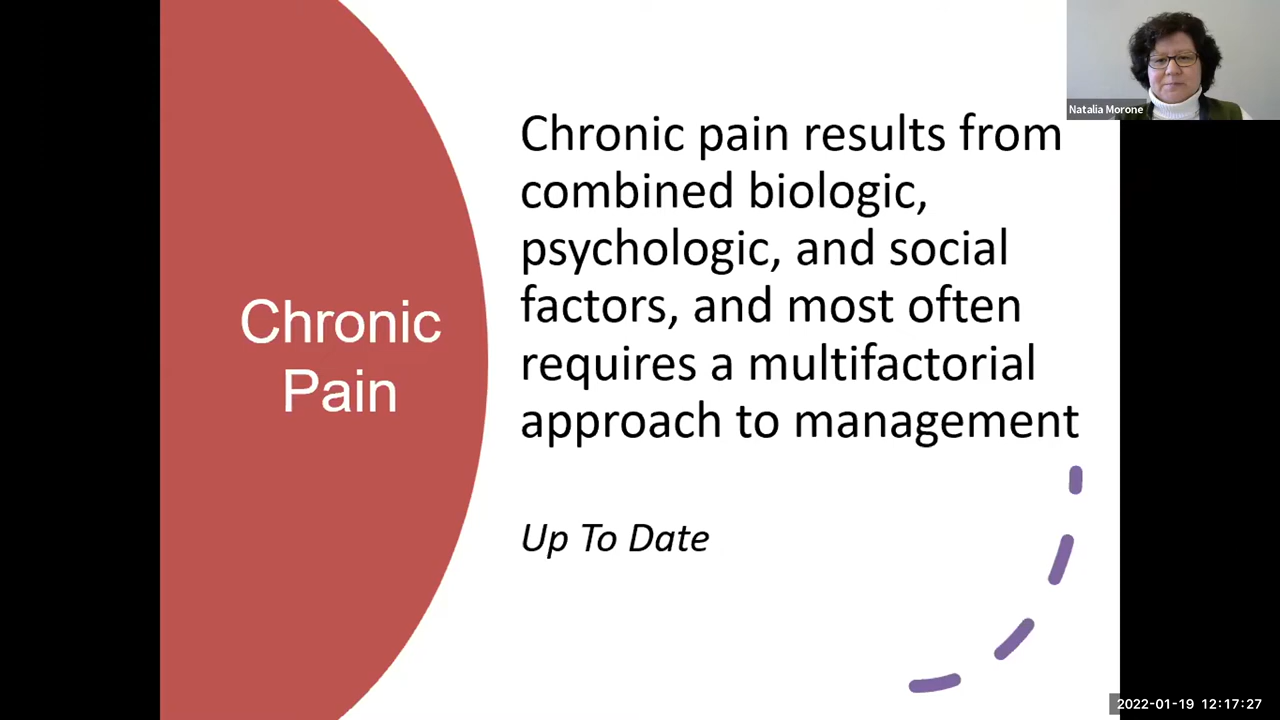 Natalia Morone
Chronic pain results from
combined biologic,
psychologic, and social
factors, and most often
requires a multifactorial
approach to management
Chronic
Pain
Up To Date
2022-01-19 12:17:27